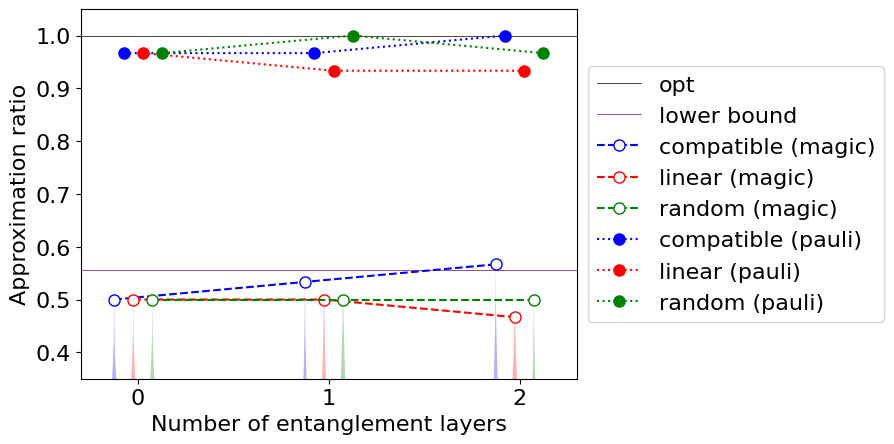 Approximation ratio
1.0
0.9
0.8
0.7
0.6
0.5
0.4
0 1 2
Number of entanglement layers
opt
lower bound
compatible (magic)
linear (magic)
random (magic)
compatible (pauli)
linear (pauli)
random (pauli)